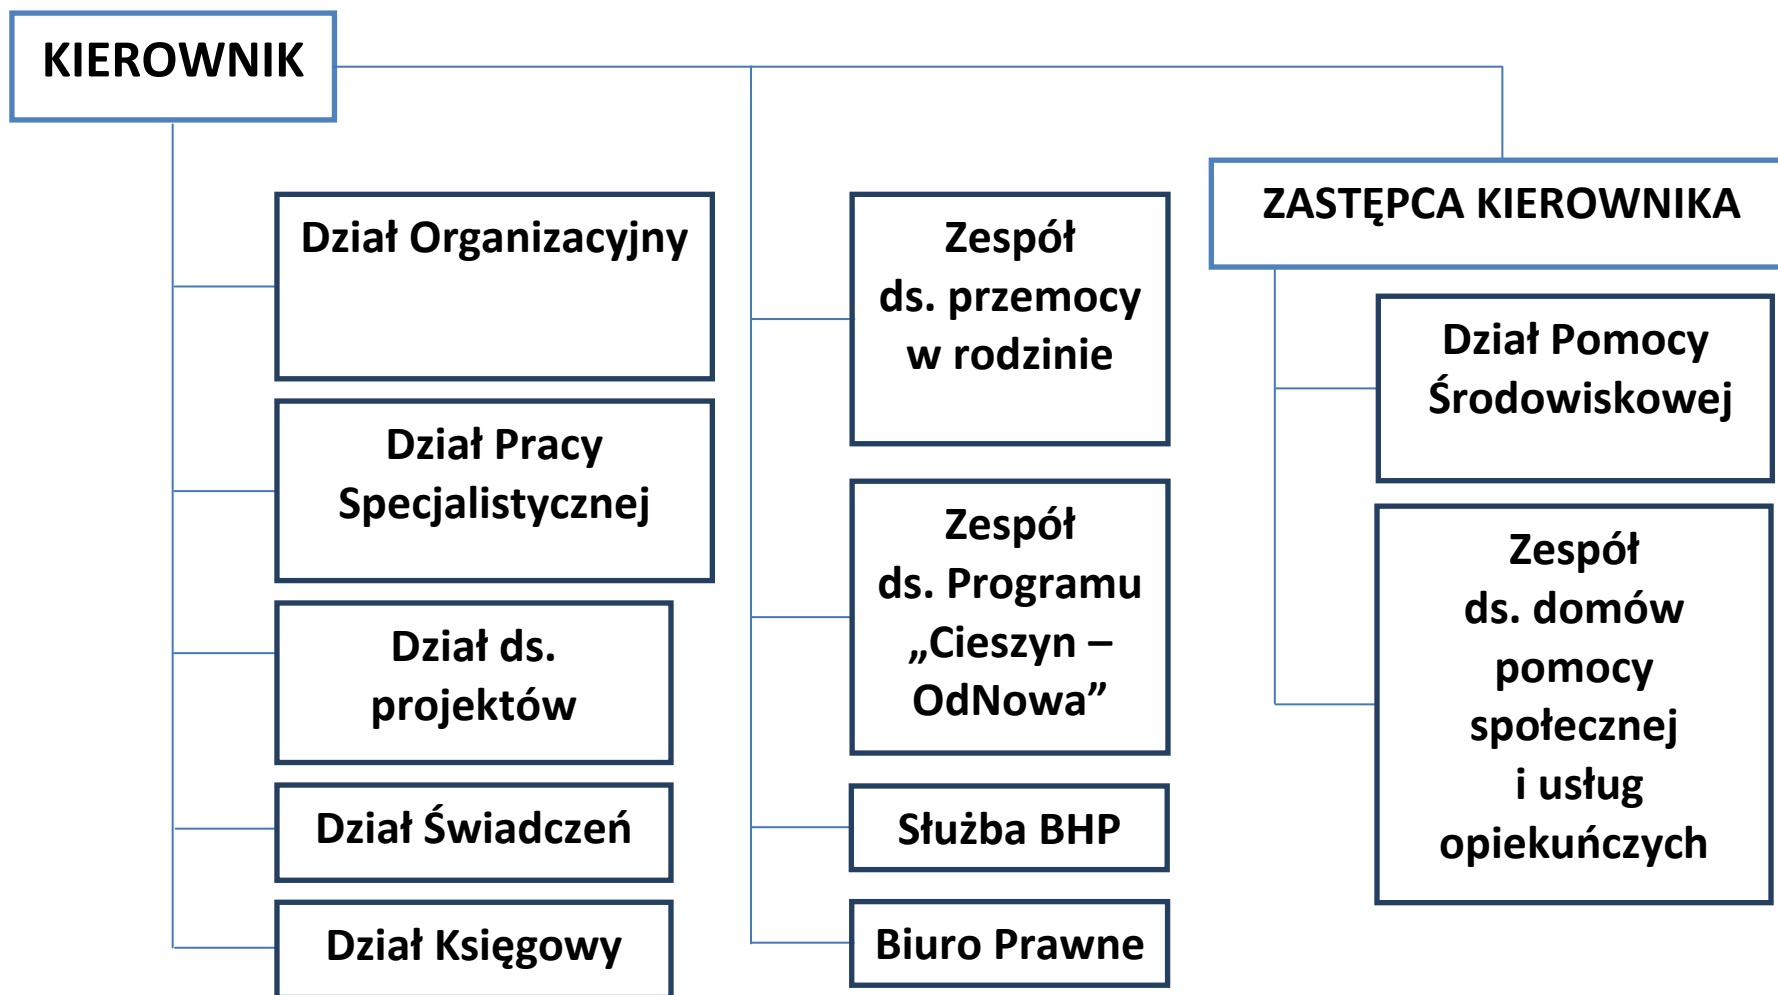 KIEROWNIK
Dział Organizacyjny
Dział Pracy
Specjalistycznej
Dział ds.
projektów
Dział Świadczeń
Dział Księgowy
Zespół
ds. przemocy
w rodzinie
Zespół
ds. Programu
„Cieszyn –
OdNowa”
Służba BHP
Biuro Prawne
ZASTĘPCA KIEROWNIKA
Dział Pomocy
Środowiskowej
Zespół
ds. domów
pomocy
społecznej
i usług
opiekuńczych